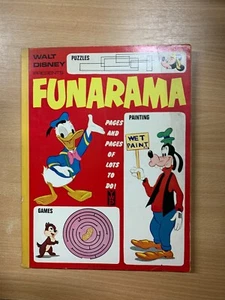 WALT
DISNEY
PRESENTS
PUZZLES
FUNARAMA
PAGES
AND
PAGES
OF
LOTS
TO
DO!
PAINTING
WET
PAINT
GAMES